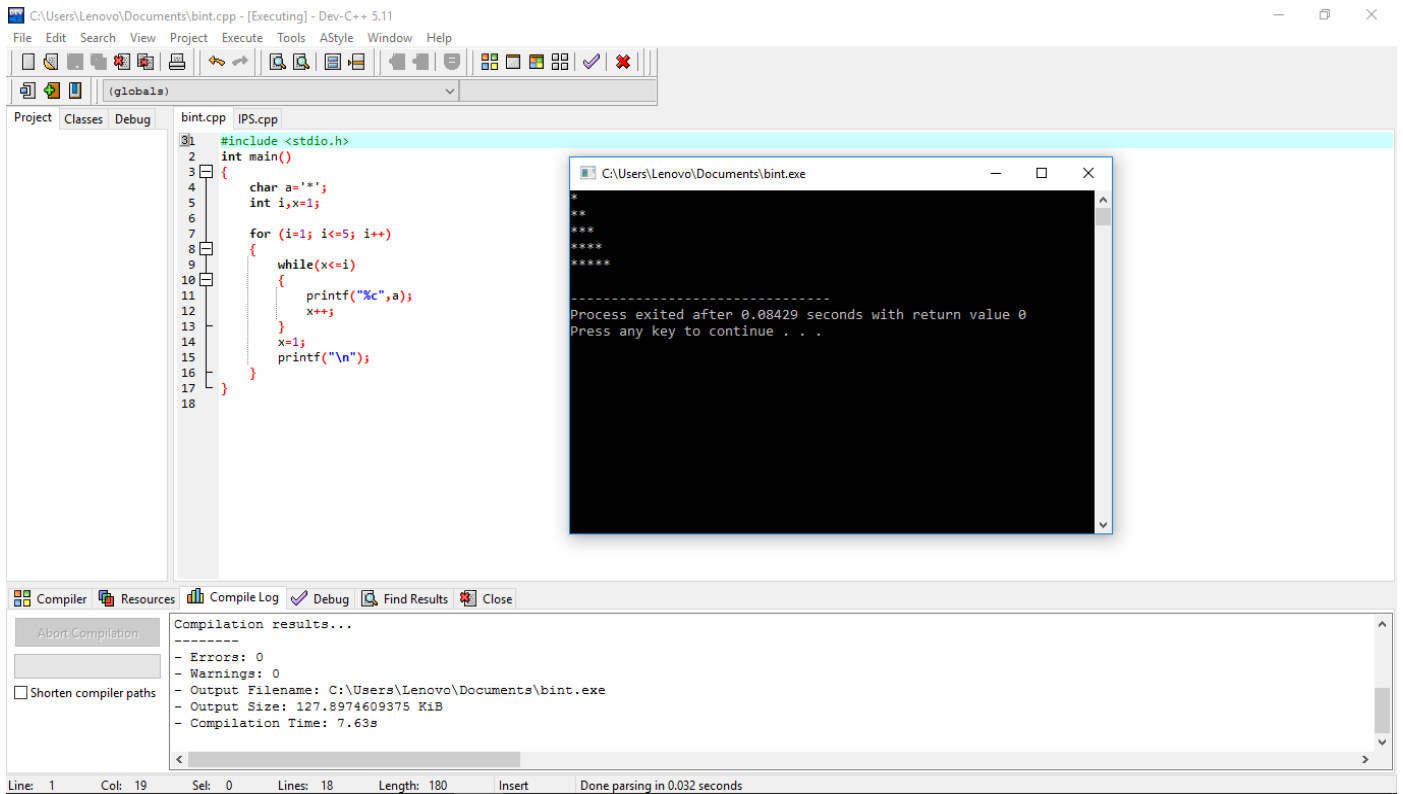 C:\Users\Lenovo\Documents\bint.cpp - [Executing] - Dev-C++ 5.11
File Edit Search View Project Execute Tools AStyle Window Help
(globals)
Project Classes Debug
bint.cpp IPS.cpp
31 #include <stdio.h>
2 int main()
3 {
4 char a='*';
5 int i,x=1;
6
7 for (i=1; i<=5; i++)
8 {
9 while(x<=i)
10 {
11 printf("%c",a);
12 x++;
13 }
14 x=1;
15 printf("\n");
16 }
17 }
18
C:\Users\Lenovo\Documents\bint.exe
*
**
***
****
*****
--------------------------------
Process exited after 0.08429 seconds with return value 0
Press any key to continue . . .
Compiler Resources Compile Log Debug Find Results Close
Abort Compilation
Shorten compiler paths
Compilation results...
--------
- Errors: 0
- Warnings: 0
- Output Filename: C:\Users\Lenovo\Documents\bint.exe
- Output Size: 127.8974609375 KiB
- Compilation Time: 7.63s
Line: 1 Col: 19 Sel: 0 Lines: 18 Length: 180 Insert Done parsing in 0.032 seconds